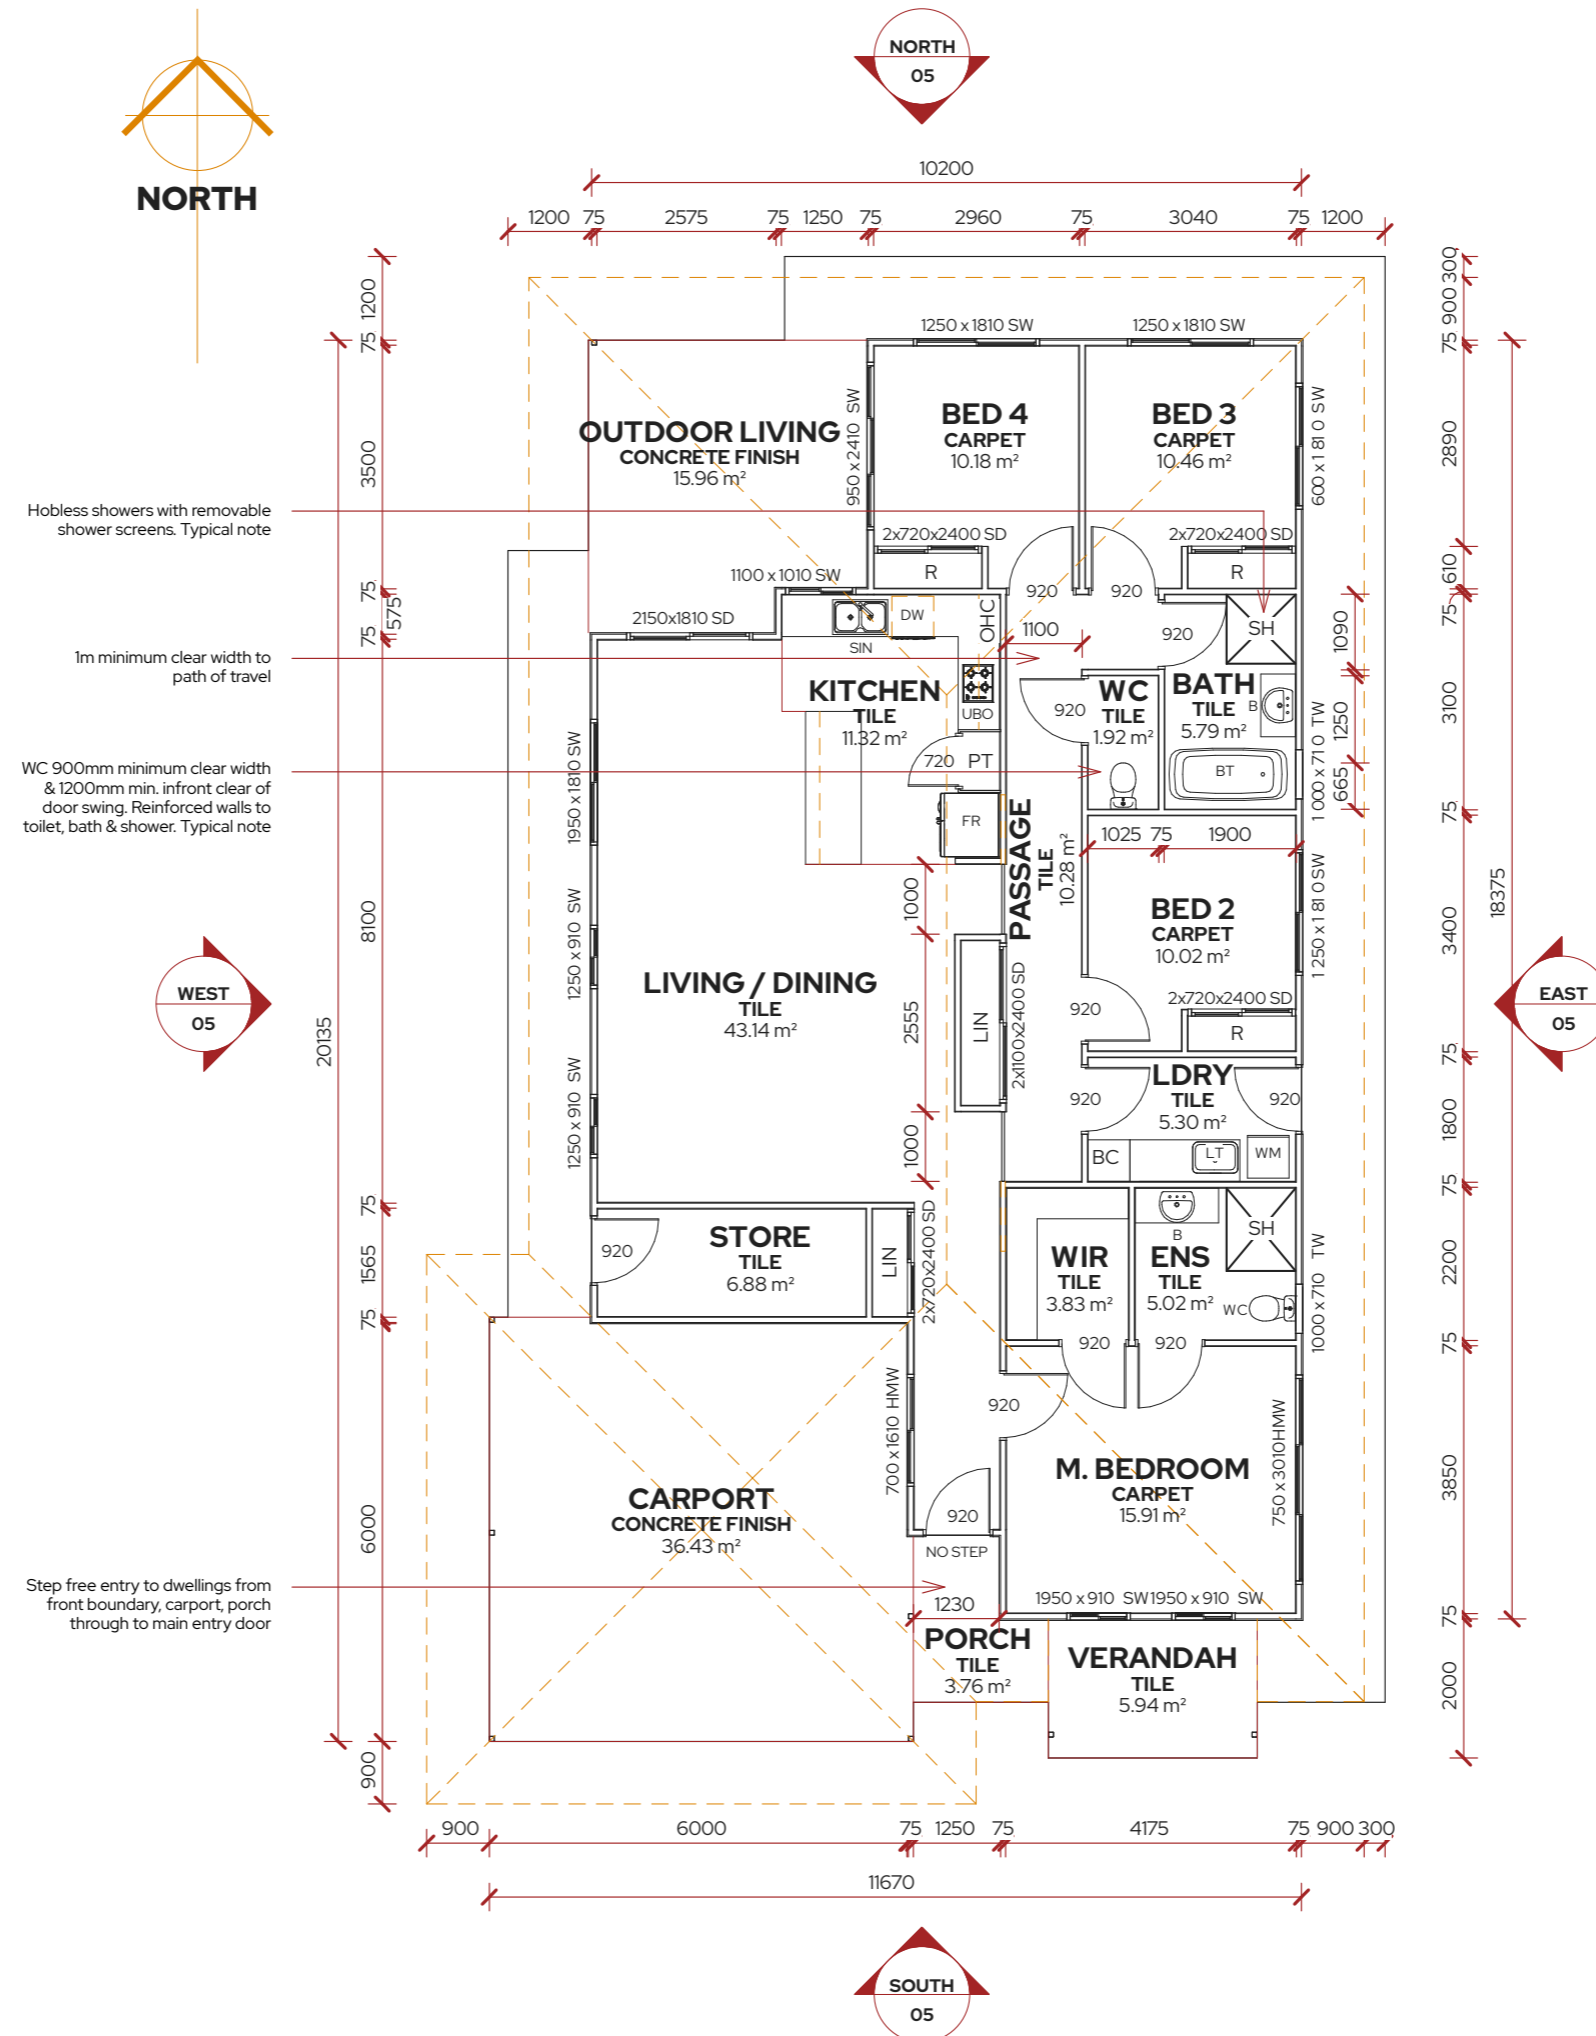 NORTH
NORTH
05
10200
1200 75 2575 75 1250 75 2960 75 3040 75 1200
1200
75
3500
75
575
75
8100
75
1565
75
6000
900
20135
300
900
75
2890
610
75
1090
3100
1250
665
75
3400
75
1800
75
2200
75
3850
75
2000
18375
1250 x 1810 SW
1250 x 1810 SW
OUTDOOR LIVING
CONCRETE FINISH
15.96 m²
950 x 2410 SW
BED 4
CARPET
10.18 m²
BED 3
CARPET
10.46 m²
600 x 1810 SW
Hobless showers with removable
shower screens. Typical note
2x720x2400 SD
2x720x2400 SD
R
R
1100 x 1010 SW
2150x1810 SD
920
920
DW
OHC
SIN
1100
920
SH
1m minimum clear width to
path of travel
KITCHEN
TILE
11.32 m²
UBO
720
PT
FR
920
WC
TILE
1.92 m²
BATH
TILE
5.79 m²
B
BT
1000 x 710 TW
WC 900mm minimum clear width
& 1200mm min. infront clear of
door swing. Reinforced walls to
toilet, bath & shower. Typical note
1950 x 1810 SW
PASSAGE
TILE
10.28 m²
1025 75 1900
1000
BED 2
CARPET
10.02 m²
1250 x 1810 SW
1250 x 910 SW
WEST
05
EAST
05
LIVING / DINING
TILE
43.14 m²
2555
LIN
2x1100x2400 SD
2x720x2400 SD
920
R
LDRY
TILE
5.30 m²
920
920
1250 x 910 SW
1000
BC
LT
WM
STORE
TILE
6.88 m²
920
LIN
2x720x2400 SD
WIR
TILE
3.83 m²
B
ENS
TILE
5.02 m²
SH
WC
1000 x 710 TW
920
920
700 x 1610 HMW
920
M. BEDROOM
CARPET
15.91 m²
750 x 3010HMW
CARPORT
CONCRETE FINISH
36.43 m²
920
NO STEP
Step free entry to dwellings from
front boundary, carport, porch
through to main entry door
1230
1950 x 910 SW
1950 x 910 SW
PORCH
TILE
3.76 m²
VERANDAH
TILE
5.94 m²
900 6000 75 1250 75 4175 75 900 300
11670
SOUTH
05